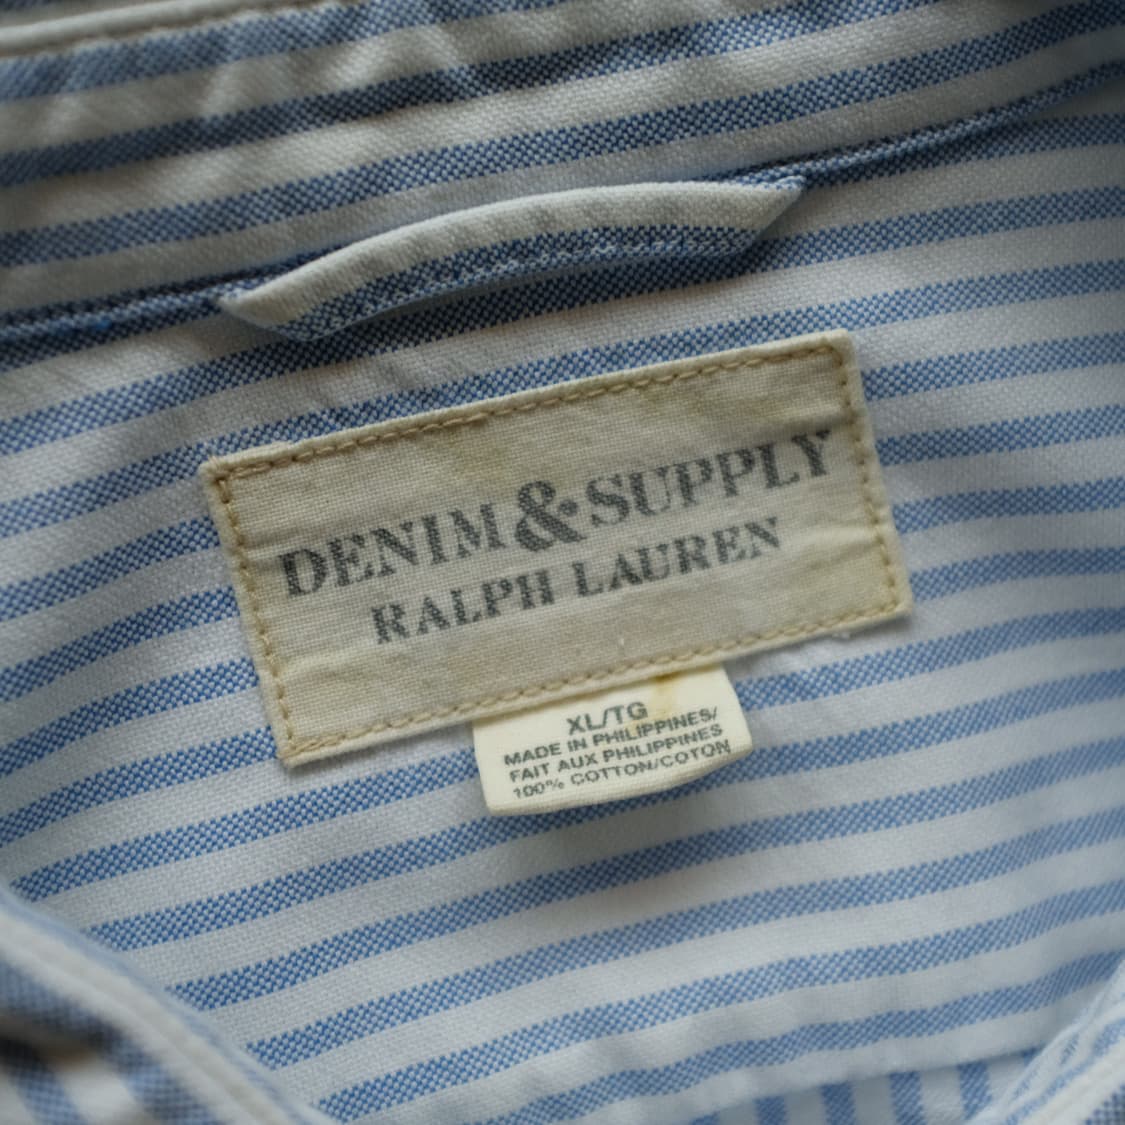 DENIM&SUPPLY
RALPH LAUREN
XL/TG
MADE IN PHILIPPINES/
FAIT AUX PHILIPPINES
100% COTTON/COTON